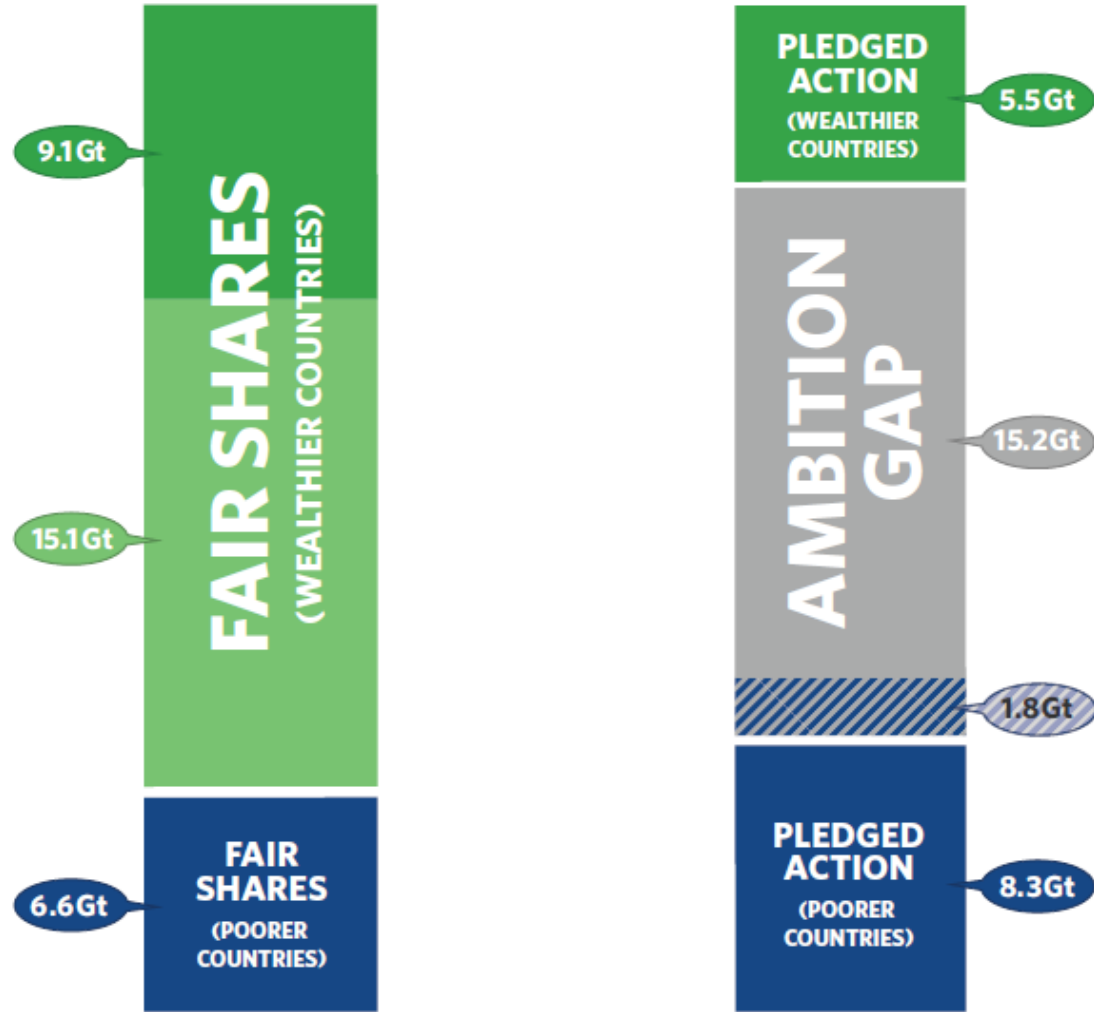 9.1Gt
FAIR SHARES
(WEALTHIER COUNTRIES)
15.1Gt
FAIR
SHARES
(POORER
COUNTRIES)
6.6Gt
PLEDGED
ACTION
(WEALTHIER
COUNTRIES)
5.5Gt
AMBITION
GAP
15.2Gt
1.8Gt
PLEDGED
ACTION
(POORER
COUNTRIES)
8.3Gt